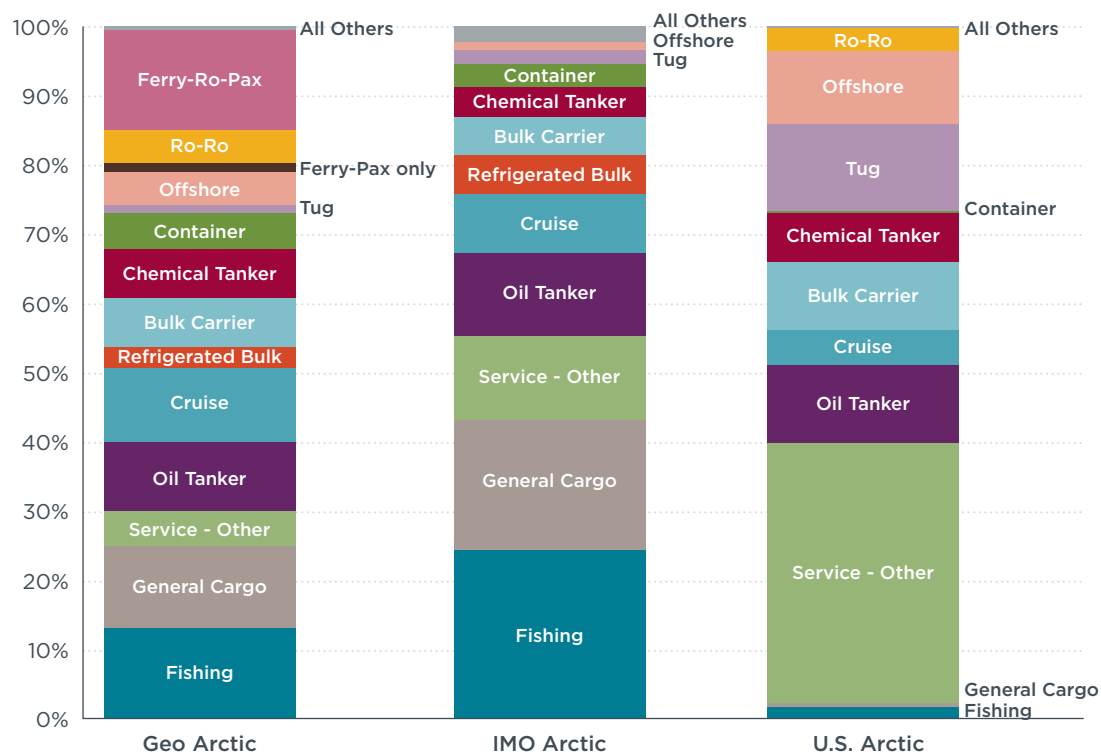 100%
90%
80%
70%
60%
50%
40%
30%
20%
10%
0%
All Others
Ferry-Ro-Pax
Ro-Ro
Ferry-Pax only
Offshore
Tug
Container
Chemical Tanker
Bulk Carrier
Refrigerated Bulk
Cruise
Oil Tanker
Service - Other
General Cargo
Fishing
Geo Arctic
All Others
Offshore
Tug
Container
Chemical Tanker
Bulk Carrier
Refrigerated Bulk
Cruise
Oil Tanker
Service - Other
General Cargo
Fishing
IMO Arctic
All Others
Ro-Ro
Offshore
Tug
Container
Chemical Tanker
Bulk Carrier
Cruise
Oil Tanker
Service - Other
General Cargo
Fishing
U.S. Arctic